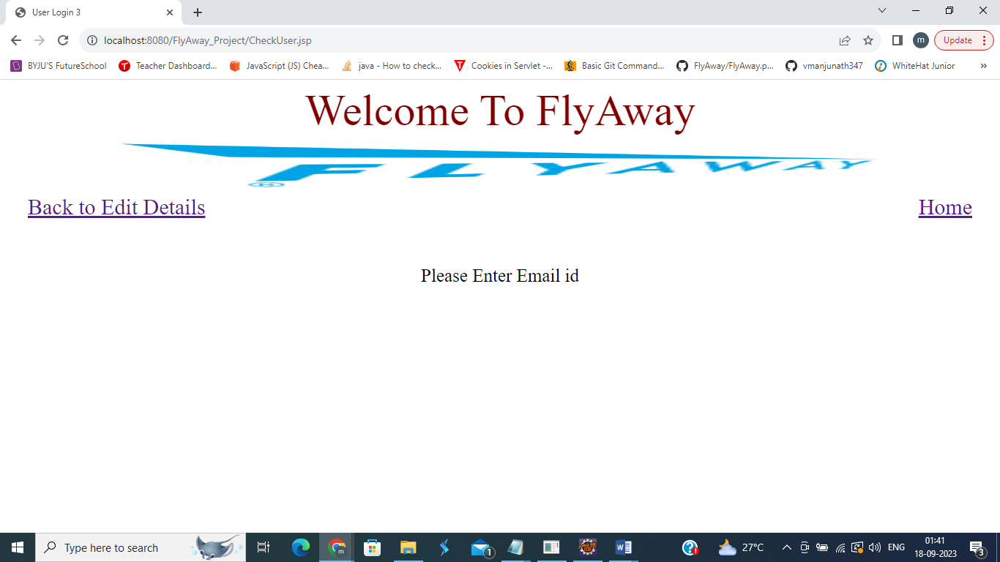 User Login 3
localhost:8080/FlyAway_Project/CheckUser.jsp
m
Update
BYJU'S FutureSchool
Teacher Dashboard...
JavaScript (JS) Chea...
java - How to check...
Cookies in Servlet -...
Basic Git Command...
FlyAway/FlyAway.p...
vmanjunath347
WhiteHat Junior
»
Welcome To FlyAway
FLYAWAY
®
Back to Edit Details
Home
Please Enter Email id
Type here to search
m
1
27°C
ENG
01:41
18-09-2023
3